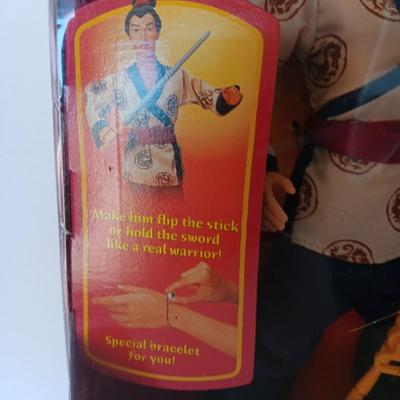 Make him flip the stick
or hold the sword
like a real warrior!
Special bracelet
for you!